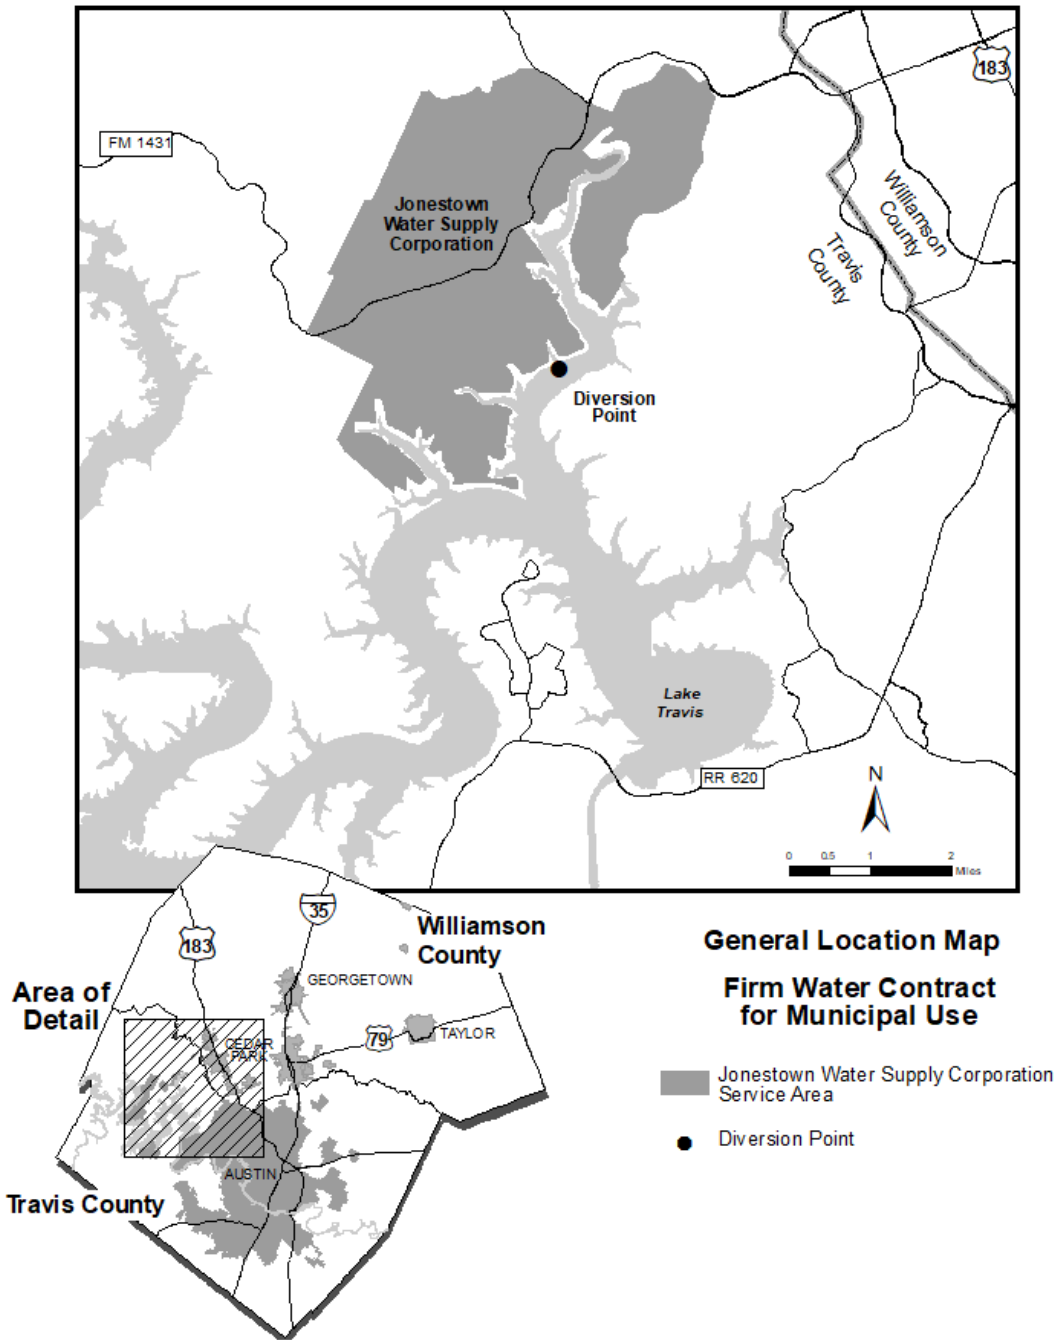 183
FM 1431
Jonestown
Water Supply
Corporation
Williamson
County
Travis
County
Diversion
Point
Lake
Travis
RR 620
N
0 0.5 1 2
Miles
35
Williamson
County
183
GEORGETOWN
Area of
Detail
CEDAR
PARK
79
TAYLOR
AUSTIN
Travis County
General Location Map
Firm Water Contract
for Municipal Use
Jonestown Water Supply Corporation
Service Area
Diversion Point